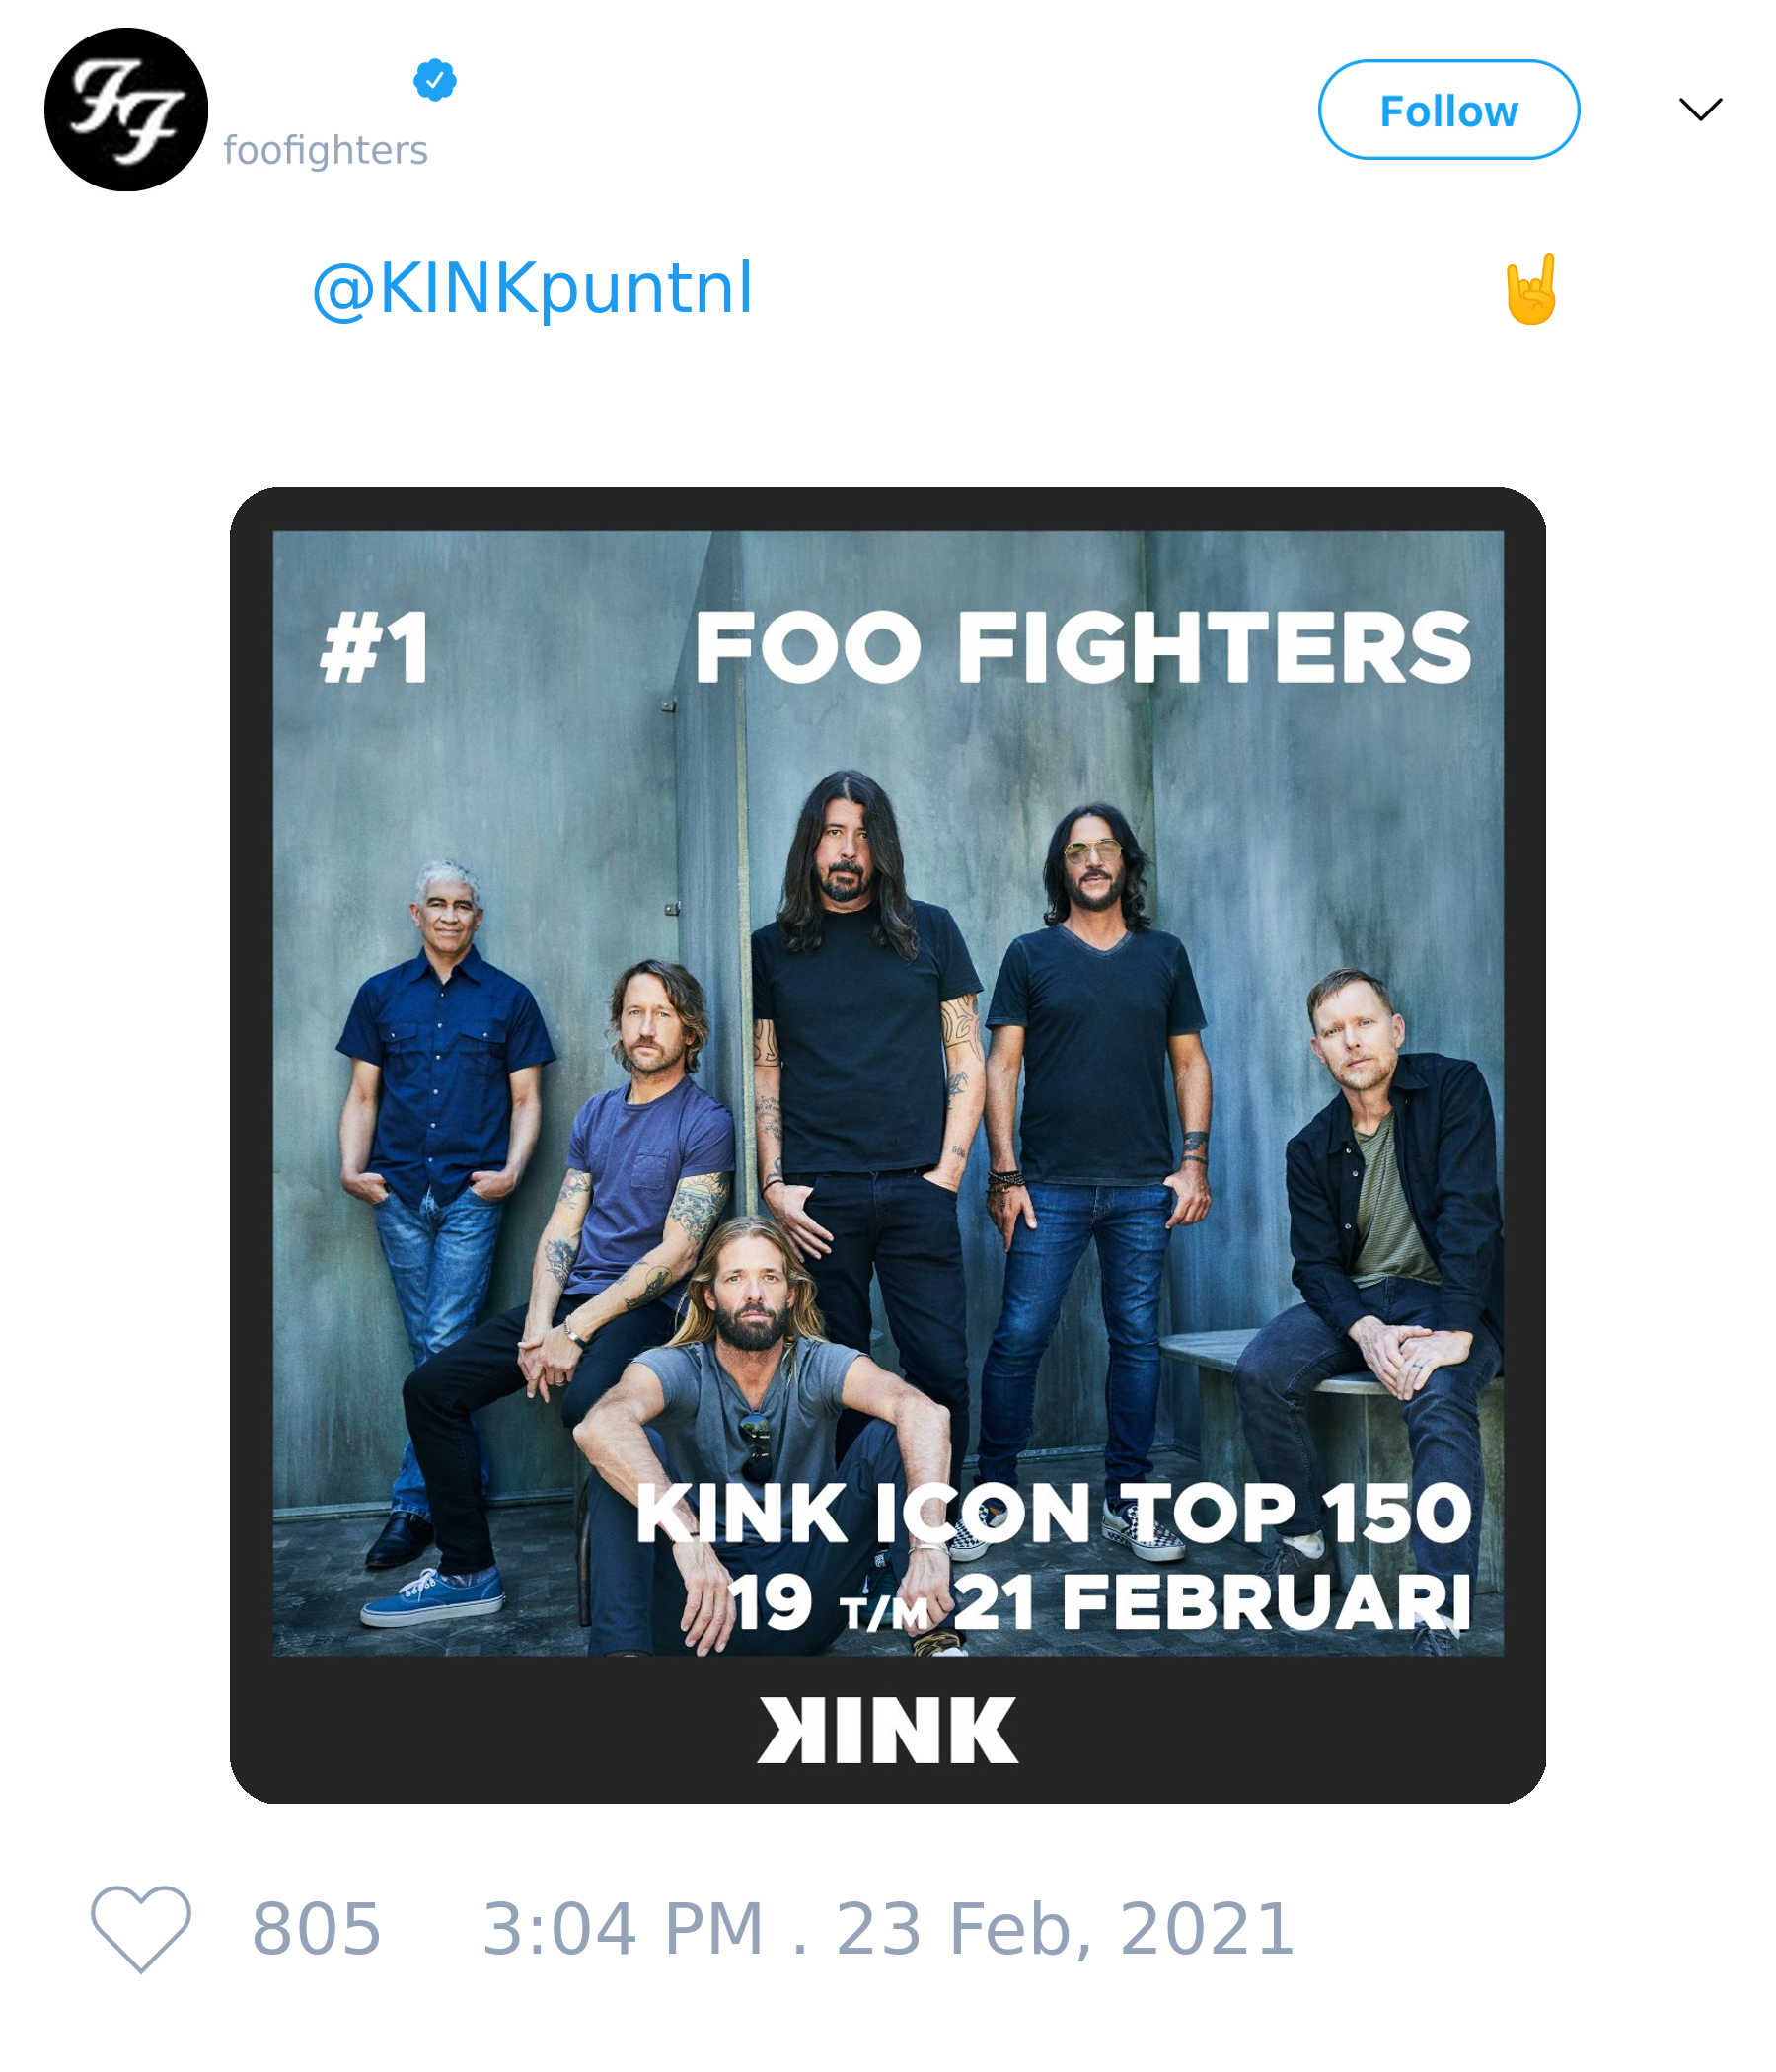 FF
foofighters
Follow
@KINKpuntnl 🤘
#1 FOO FIGHTERS
KINK ICON TOP 150
19 T/M 21 FEBRUARI
KINK
805 3:04 PM . 23 Feb, 2021